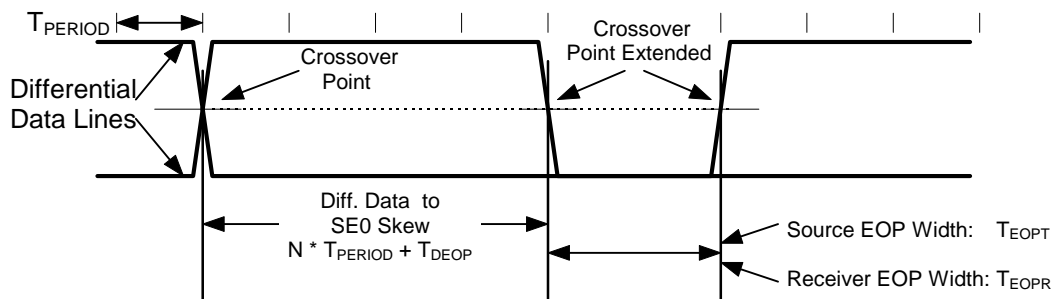 TPERIOD
Crossover
Point
Crossover
Point Extended
Differential
Data Lines
Diff. Data to
SE0 Skew
N * TPERIOD + TDEOP
Source EOP Width: TEOPT
Receiver EOP Width: TEOPR